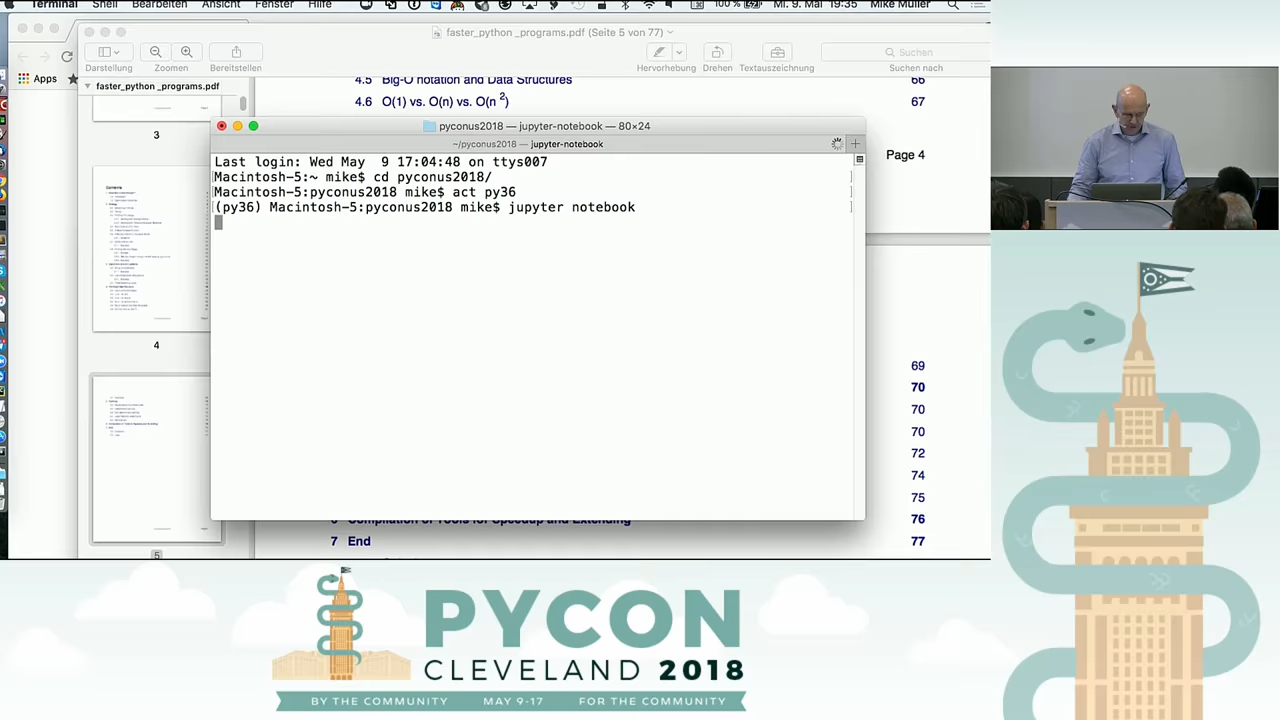 Terminal Shell Bearbeiten Ansicht Fenster Hilfe 100 % Mi. 9. Mai 19:35 Mike Müller
faster_python _programs.pdf (Seite 5 von 77)
Darstellung Zoomen Bereitstellen Hervorhebung Drehen Textauszeichnung Suchen
Suchen nach
Apps
faster_python _programs.pdf
3
4
5
4.5 Big-O notation and Data Structures 66
4.6 O(1) vs. O(n) vs. O(n 2) 67
Page 4
pyconus2018 — jupyter-notebook — 80×24
~/pyconus2018 — jupyter-notebook
Last login: Wed May  9 17:04:48 on ttys007
Macintosh-5:~ mike$ cd pyconus2018/
Macintosh-5:pyconus2018 mike$ act py36
(py36) Macintosh-5:pyconus2018 mike$ jupyter notebook
69
70
70
70
72
74
75
6 Compilation of Tools for Speedup and Extending 76
7 End 77
PYCON
CLEVELAND 2018
BY THE COMMUNITY MAY 9-17 FOR THE COMMUNITY